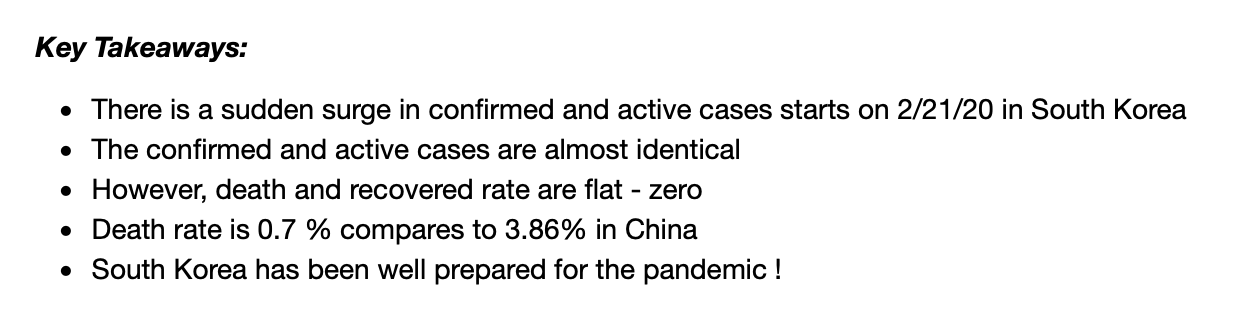 Key Takeaways:
• There is a sudden surge in confirmed and active cases starts on 2/21/20 in South Korea
• The confirmed and active cases are almost identical
• However, death and recovered rate are flat - zero
• Death rate is 0.7 % compares to 3.86% in China
• South Korea has been well prepared for the pandemic !